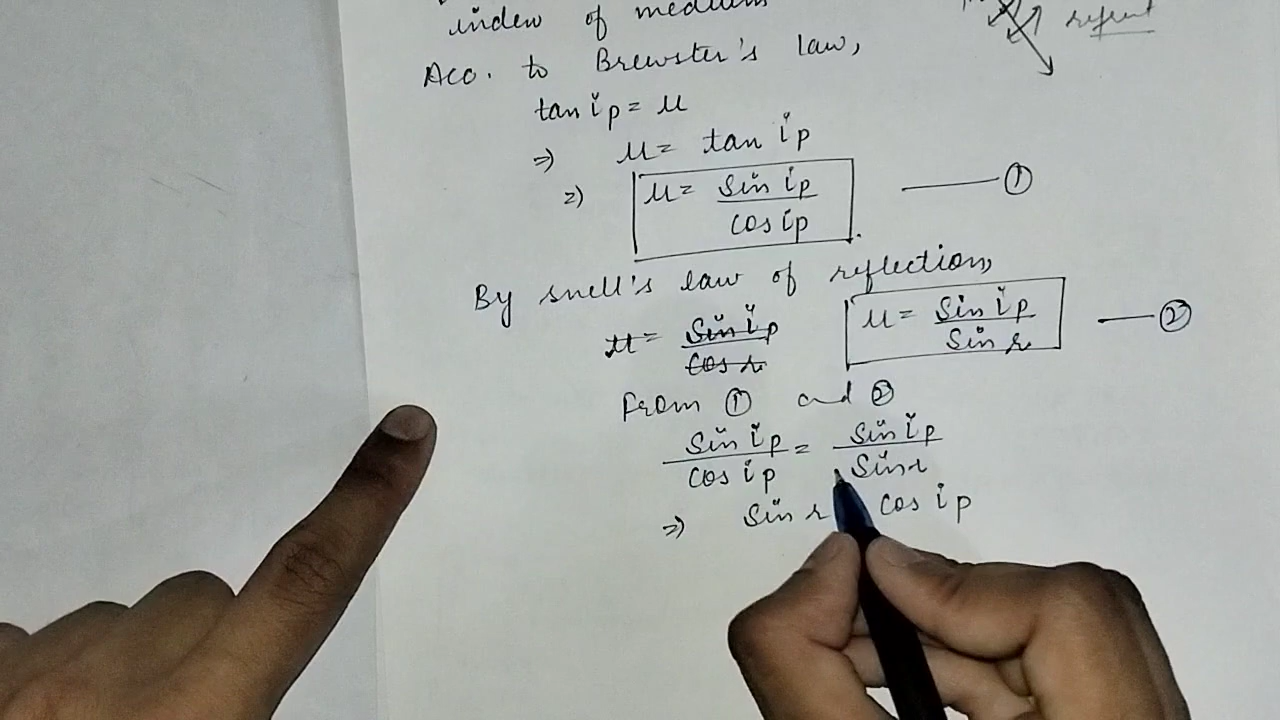 index of medium
refract
Acc. to Brewster's law,
tan ip = μ
⇒ μ = tan ip
⇒ μ = sin ip / cos ip ——— ①
By snell's law of reflection,
μ = sin ip / cos r μ = sin ip / sin r —— ②
From ① and ②
sin ip / cos ip = sin ip / sin r
⇒ sin r cos ip